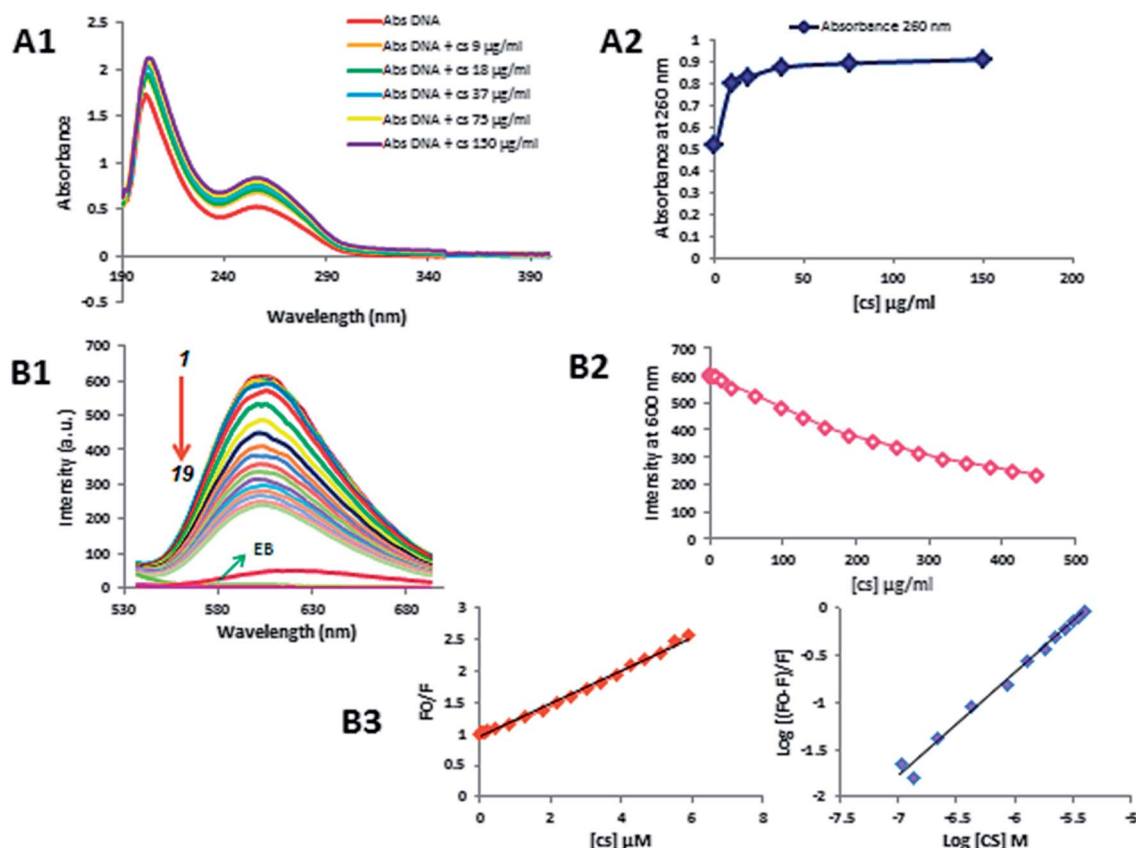 A1
2.5
2
1.5
1
0.5
0
-0.5
Absorbance
190 240 290 340 390
Wavelength (nm)
Abs DNA
Abs DNA + cs 9 µg/ml
Abs DNA + cs 18 µg/ml
Abs DNA + cs 37 µg/ml
Abs DNA + cs 75 µg/ml
Abs DNA + cs 150 µg/ml
A2
Absorbance 260 nm
1
0.9
0.8
0.7
0.6
0.5
0.4
0.3
0.2
0.1
0
Absorbance at 260 nm
0 50 100 150 200
[cs] µg/ml
B1
700
600
500
400
300
200
100
0
Intensity (a.u.)
1
19
EB
530 580 630 680
Wavelength (nm)
B2
700
600
500
400
300
200
100
0
Intensity at 600 nm
0 100 200 300 400 500
[cs] µg/ml
B3
3
2.5
2
1.5
1
0.5
0
FO/F
0 2 4 6 8
[cs] µM
0
-0.5
-1
-1.5
-2
Log [(FO-F)/F]
-7.5 -7 -6.5 -6 -5.5 -5
Log [CS] M